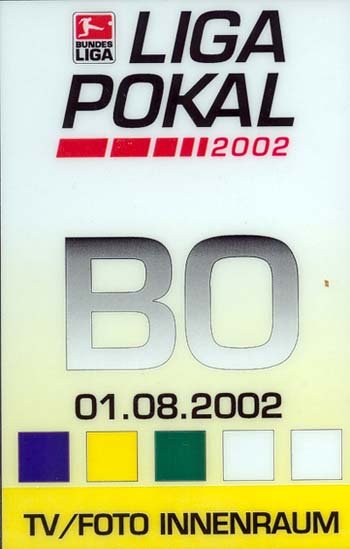 BUNDES
LIGA
LIGA
POKAL
2002
BO
01.08.2002
TV/FOTO INNENRAUM